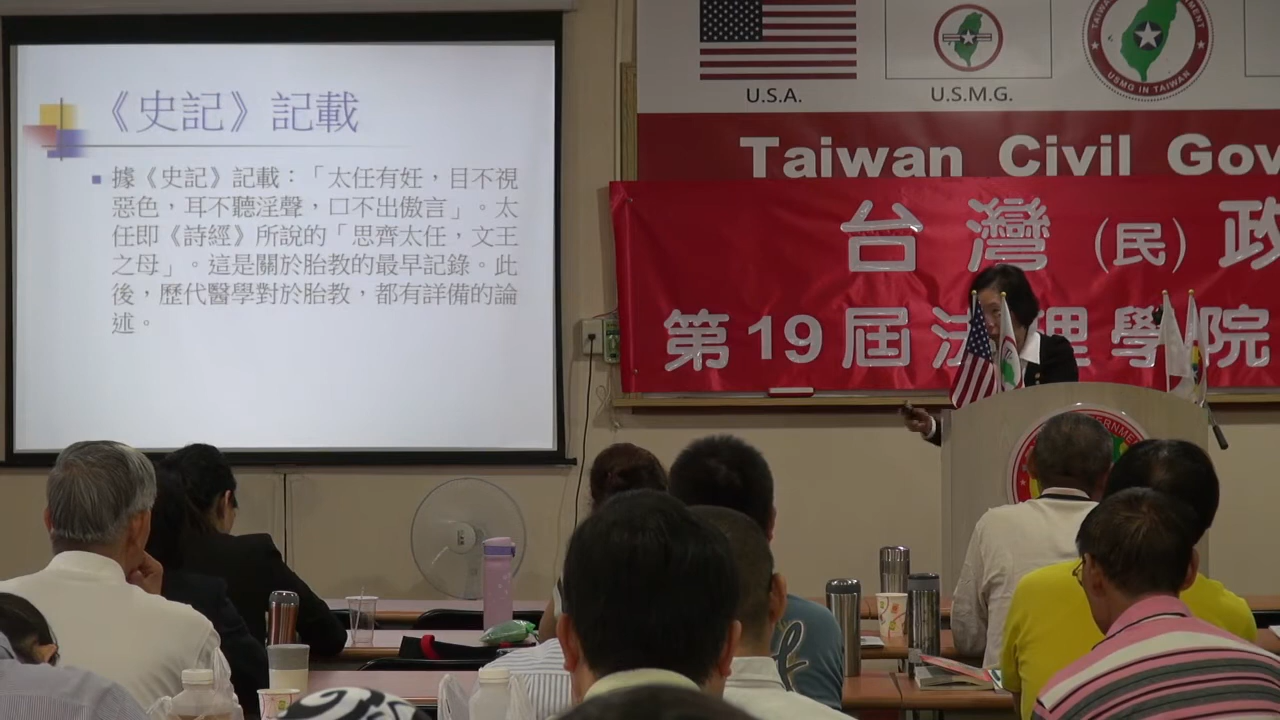 《史記》記載
據《史記》記載：「太任有妊，目不視
惡色，耳不聽淫聲，口不出傲言」。太
任即《詩經》所說的「思齊太任，文王
之母」。這是關於胎教的最早記錄。此
後，歷代醫學對於胎教，都有詳備的論
述。
U.S.A.
U.S.M.G.
USMG IN TAIWAN
Taiwan Civil Gov
台灣（民）政
第19屆法理學院